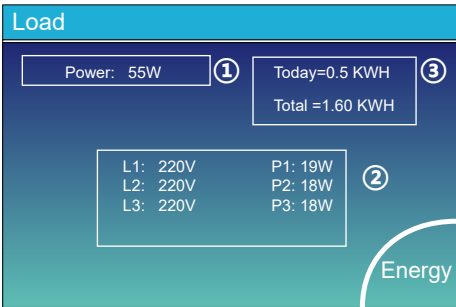 Load
Power: 55W ①
Today=0.5 KWH ③
Total =1.60 KWH
L1: 220V P1: 19W
L2: 220V P2: 18W ②
L3: 220V P3: 18W
Energy